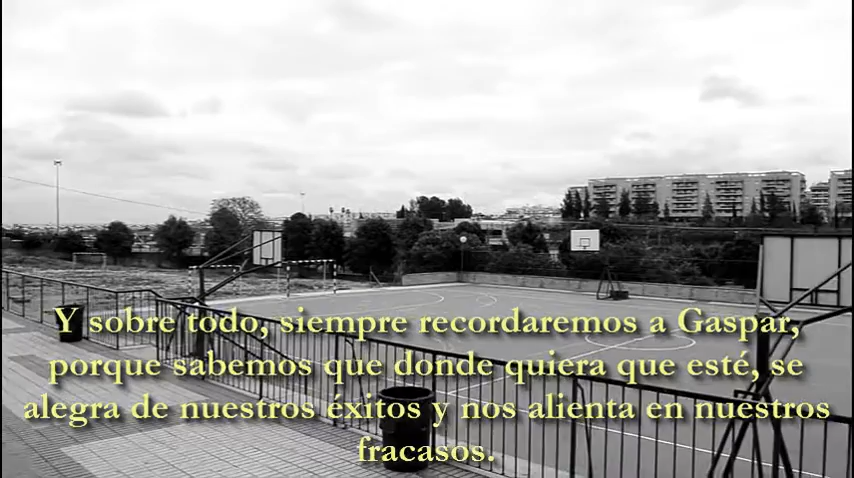 Y sobre todo, siempre recordaremos a Gaspar,
porque sabemos que donde quiera que esté, se
alegra de nuestros éxitos y nos alienta en nuestros
fracasos.